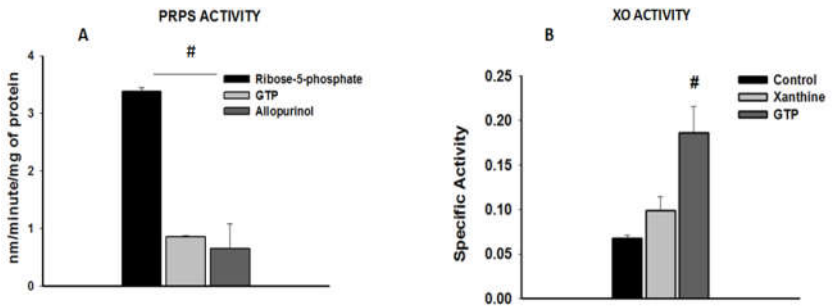 PRPS ACTIVITY
A
#
Ribose-5-phosphate
GTP
Allopurinol
nm/minute/mg of protein
4
3
2
1
0
XO ACTIVITY
B
#
Control
Xanthine
GTP
Specific Activity
0.25
0.20
0.15
0.10
0.05
0.00